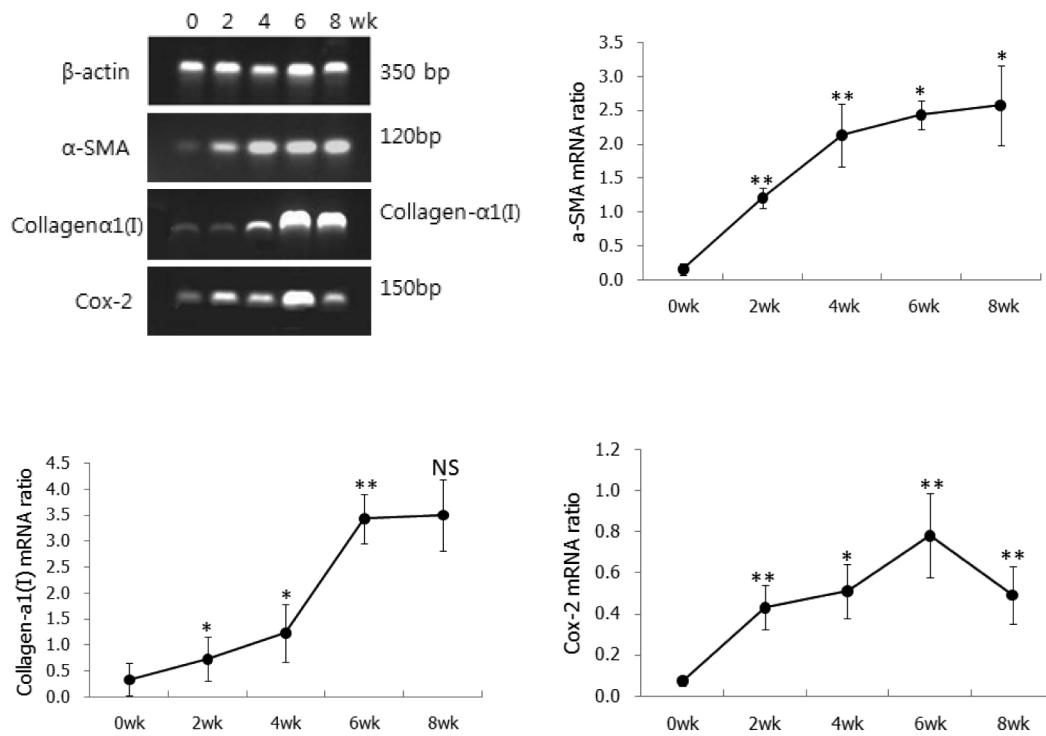 0 2 4 6 8 wk
β-actin
350 bp
α-SMA
120bp
Collagenα1(I)
Collagen-α1(I)
Cox-2
150bp
a-SMA mRNA ratio
3.5
3.0
2.5
2.0
1.5
1.0
0.5
0.0
**
**
*
*
0wk 2wk 4wk 6wk 8wk
Collagen-a1(I) mRNA ratio
4.5
4.0
3.5
3.0
2.5
2.0
1.5
1.0
0.5
0.0
*
*
**
NS
0wk 2wk 4wk 6wk 8wk
Cox-2 mRNA ratio
1.2
1.0
0.8
0.6
0.4
0.2
0.0
**
*
**
**
0wk 2wk 4wk 6wk 8wk